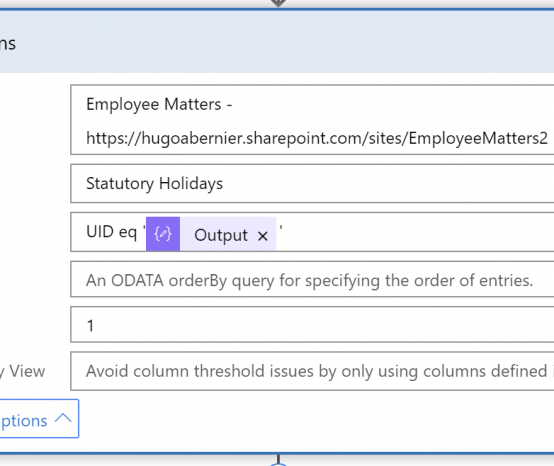 ns
Employee Matters -
https://hugoabernier.sharepoint.com/sites/EmployeeMatters2
Statutory Holidays
UID eq ' {} Output × '
An ODATA orderBy query for specifying the order of entries.
1
y View Avoid column threshold issues by only using columns defined i
ptions